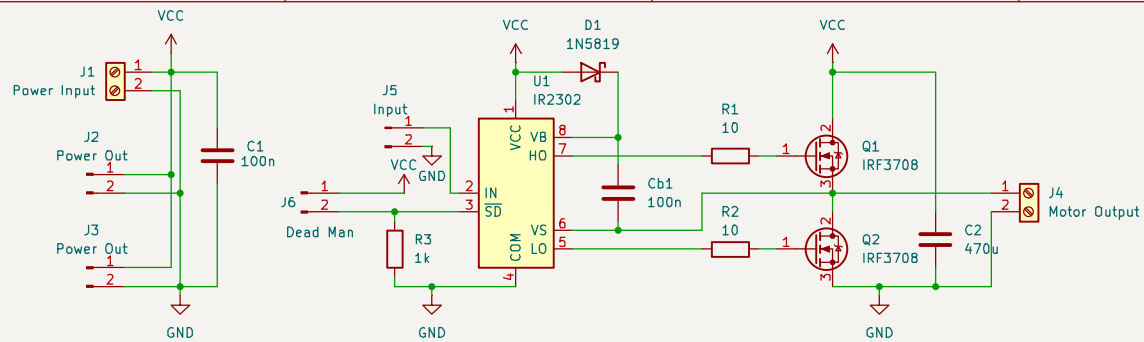 VCC
J1
Power Input
1
2
J2
Power Out
1
2
J3
Power Out
1
2
C1
100n
GND
J5
Input
1
2
GND
VCC
J6
Dead Man
1
2
R3
1k
GND
VCC
D1
1N5819
U1
IR2302
1
VCC
VB
8
HO
7
IN
2
SD
3
VS
6
LO
5
COM
4
Cb1
100n
R1
10
R2
10
VCC
1
2
3
Q1
IRF3708
1
2
3
Q2
IRF3708
C2
470u
GND
1
2
J4
Motor Output